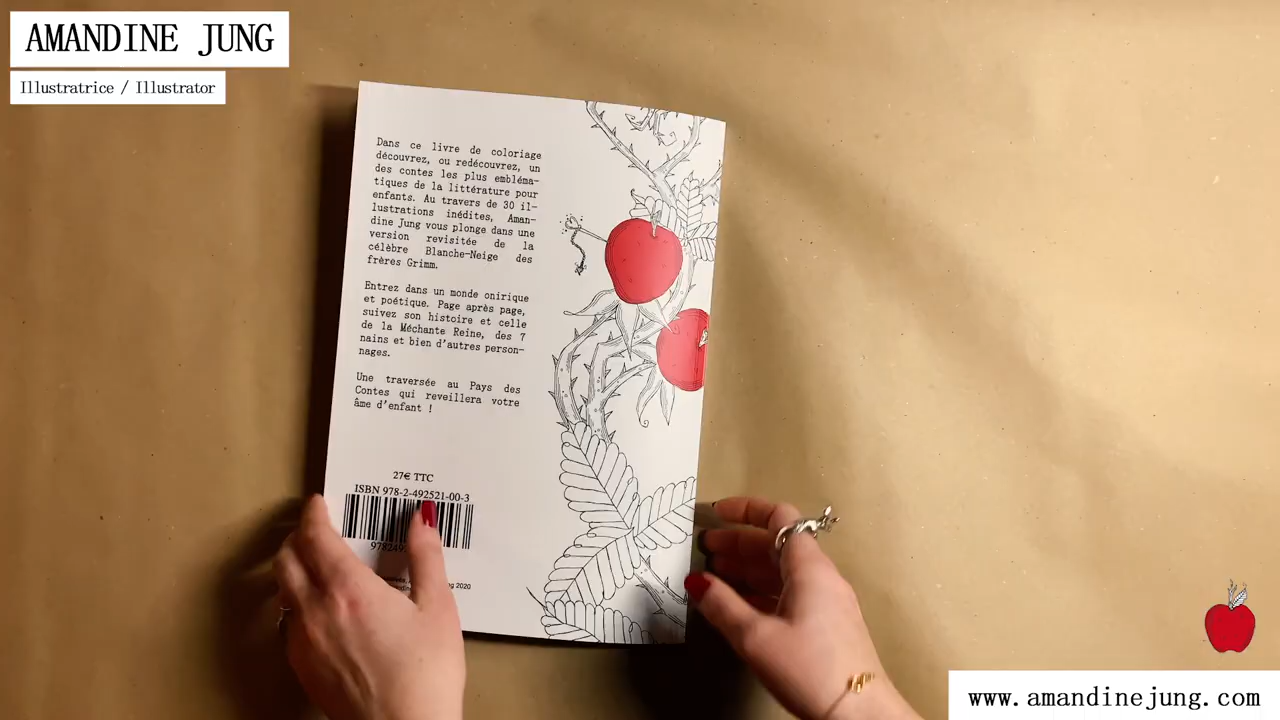 AMANDINE JUNG
Illustratrice / Illustrator
Dans ce livre de coloriage
découvrez, ou redécouvrez, un
des contes les plus embléma-
tiques de la littérature pour
enfants. Au travers de 30 il-
lustrations inédites, Aman-
dine Jung vous plonge dans une
version revisitée de la
célèbre Blanche-Neige des
frères Grimm.
Entrez dans un monde onirique
et poétique. Page après page,
suivez son histoire et celle
de la Méchante Reine, des 7
nains et bien d'autres person-
nages.
Une traversée au Pays des
Contes qui reveillera votre
âme d'enfant !
27€ TTC
ISBN 978-2-492521-00-3
2020
www.amandinejung.com